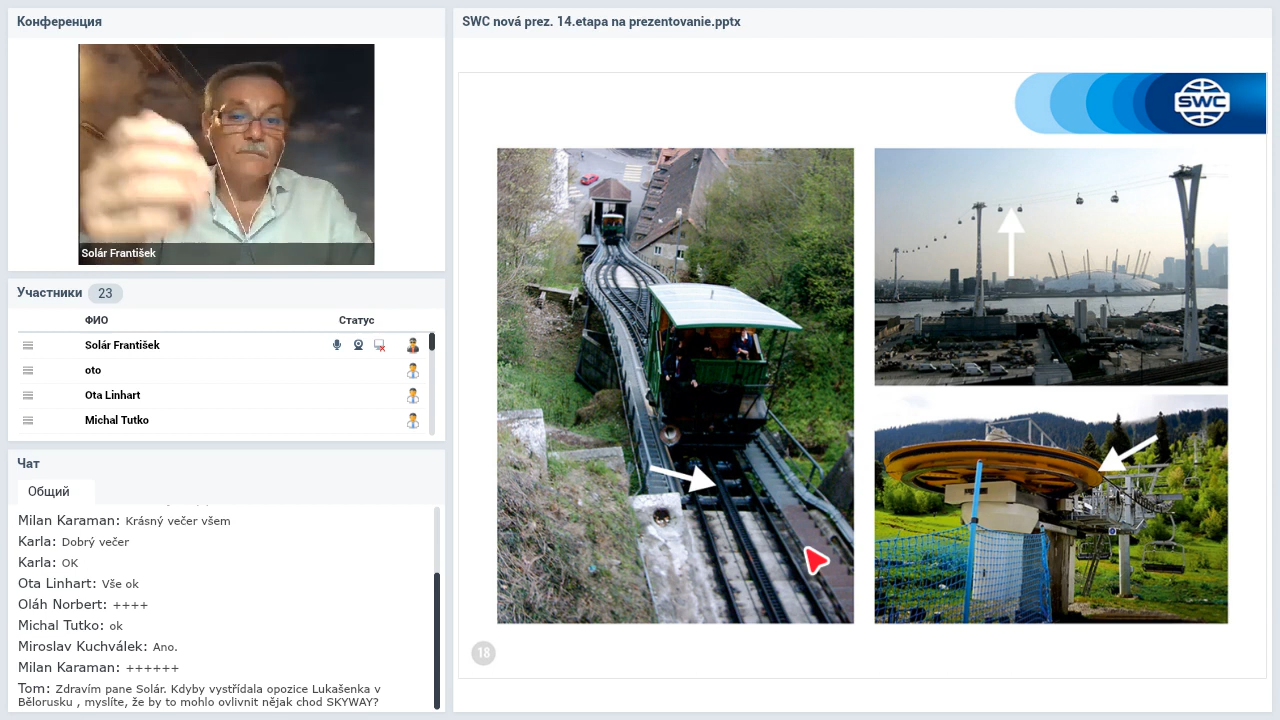 Конференция
Solár František
Участники 23
ФИО Статус
Solár František
oto
Ota Linhart
Michal Tutko
Чат
Общий
Milan Karaman: Krásný večer všem
Karla: Dobrý večer
Karla: OK
Ota Linhart: Vše ok
Oláh Norbert: ++++
Michal Tutko: ok
Miroslav Kuchválek: Ano.
Milan Karaman: ++++++
Tom: Zdravím pane Solár. Kdyby vystřídala opozice Lukašenka v
Bělorusku , myslíte, že by to mohlo ovlivnit nějak chod SKYWAY?
SWC nová prez. 14.etapa na prezentovanie.pptx
SWC
18